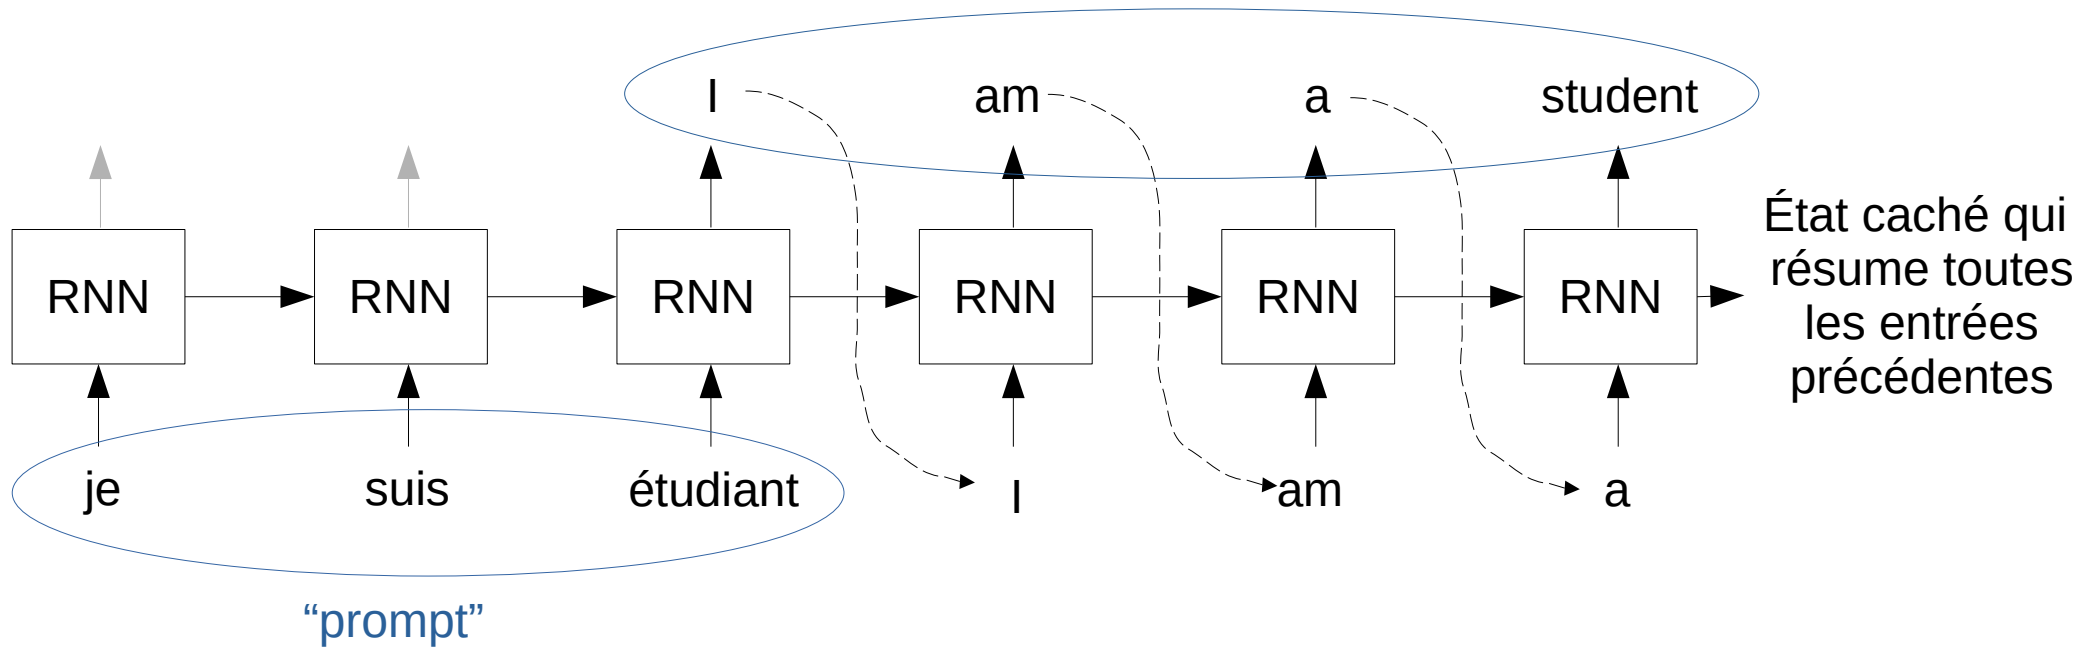 I am a student
RNN RNN RNN RNN RNN RNN
État caché qui
résume toutes
les entrées
précédentes
je suis étudiant I am a
“prompt”